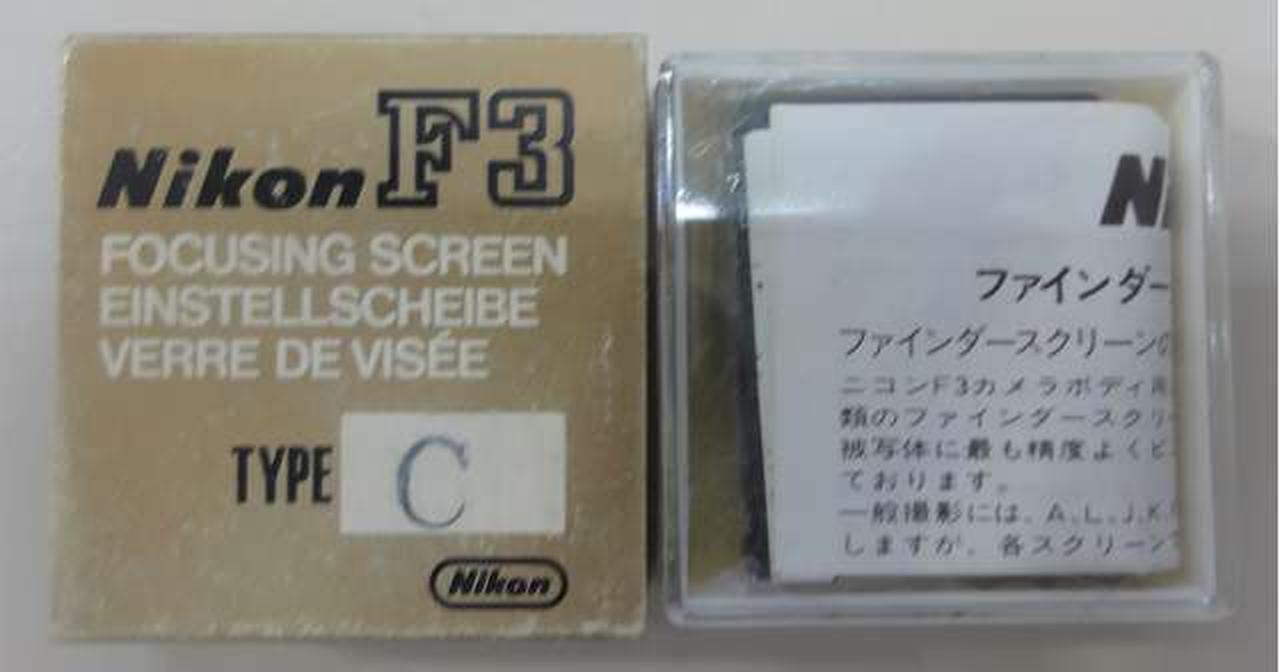 Nikon F3
FOCUSING SCREEN
EINSTELLSCHEIBE
VERRE DE VISÉE
TYPE C
Nikon
ファインダー
ファインダースクリーンの
ニコンF3カメラボディ
類のファインダースクリ
被写体に最も精度よくピ
ております。
一般撮影には、A、L、J、K、
しますが、各スクリーン